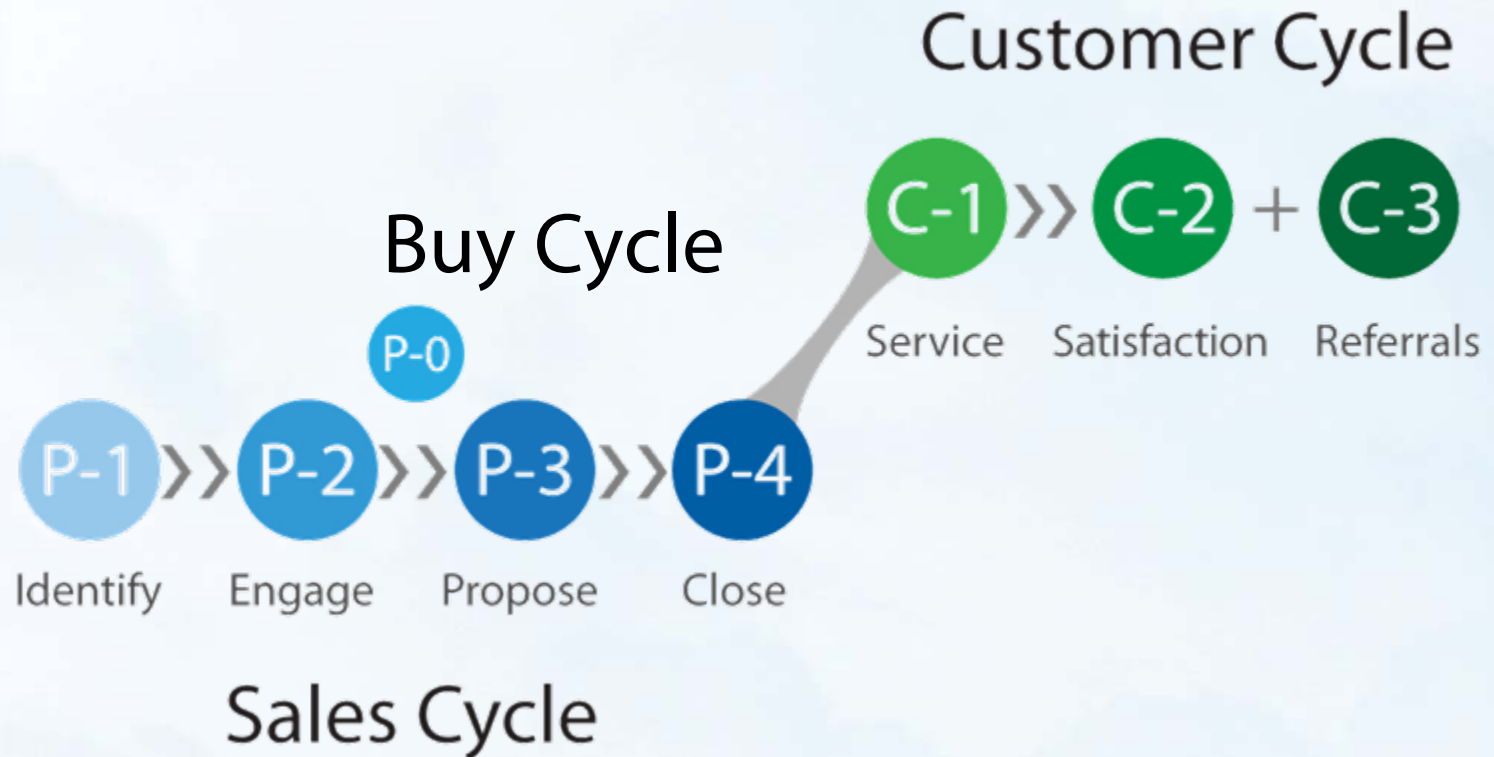 Customer Cycle
C-1 C-2 + C-3
Service Satisfaction Referrals
Buy Cycle
P-0
P-1 P-2 P-3 P-4
Identify Engage Propose Close
Sales Cycle